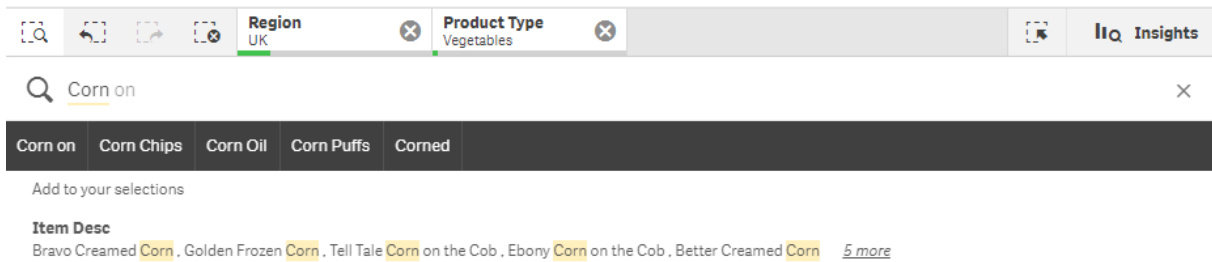 Region
UK
Product Type
Vegetables
Insights
Corn on
Corn on Corn Chips Corn Oil Corn Puffs Corned
Add to your selections
Item Desc
Bravo Creamed Corn , Golden Frozen Corn , Tell Tale Corn on the Cob , Ebony Corn on the Cob , Better Creamed Corn 5 more